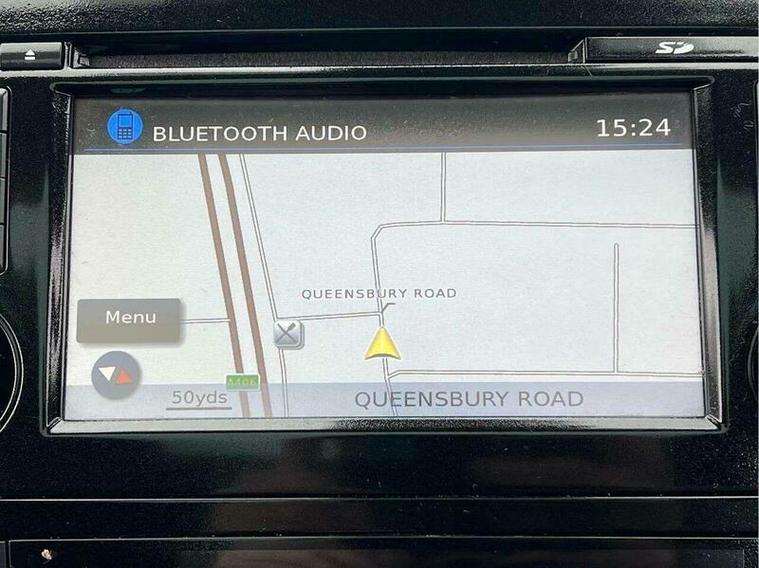 SD
BLUETOOTH AUDIO
15:24
QUEENSBURY ROAD
Menu
A406
50yds
QUEENSBURY ROAD